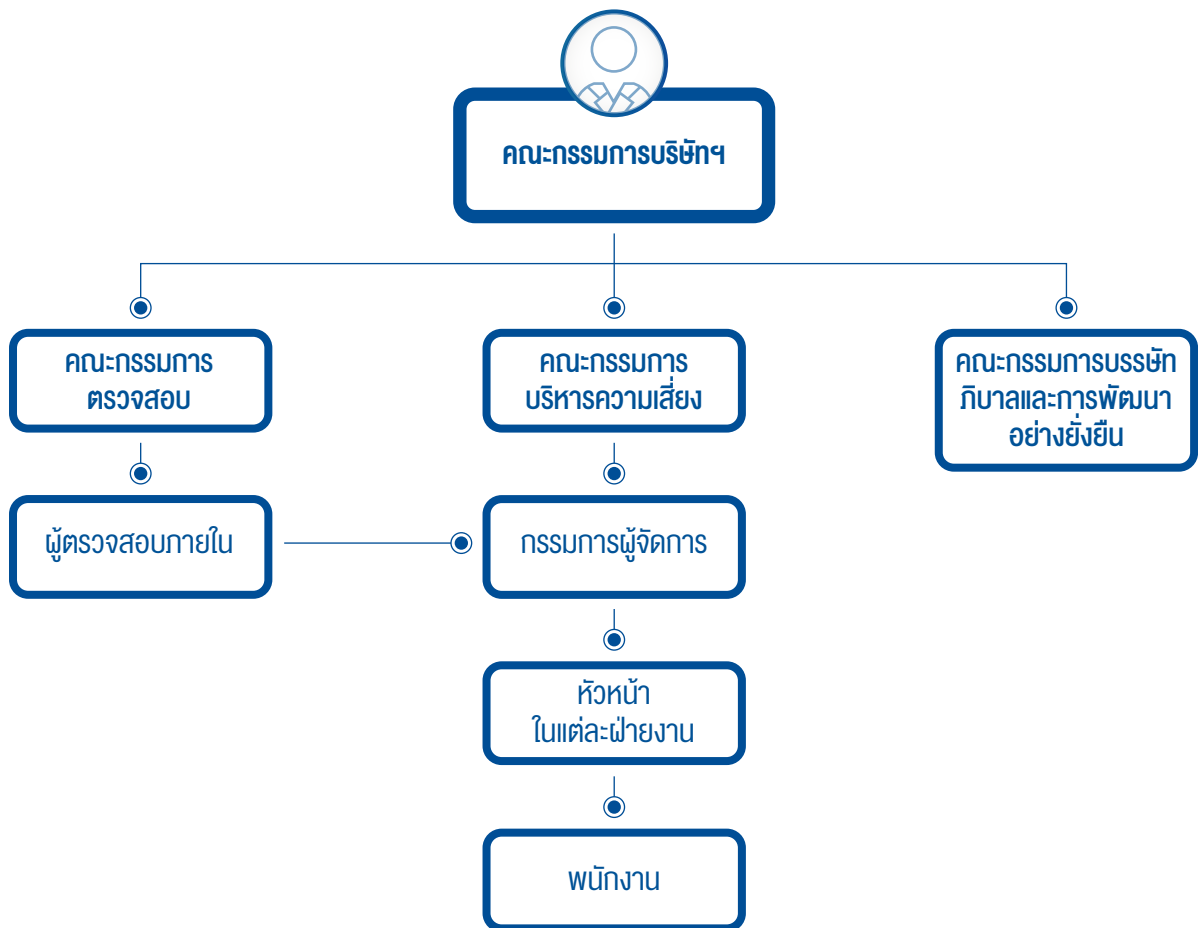 คณะกรรมการบริษัทฯ
คณะกรรมการ
ตรวจสอบ
คณะกรรมการ
บริหารความเสี่ยง
คณะกรรมการบรรษัท
ภิบาลและการพัฒนา
อย่างยั่งยืน
ผู้ตรวจสอบภายใน
กรรมการผู้จัดการ
หัวหน้า
ในแต่ละฝ่ายงาน
พนักงาน